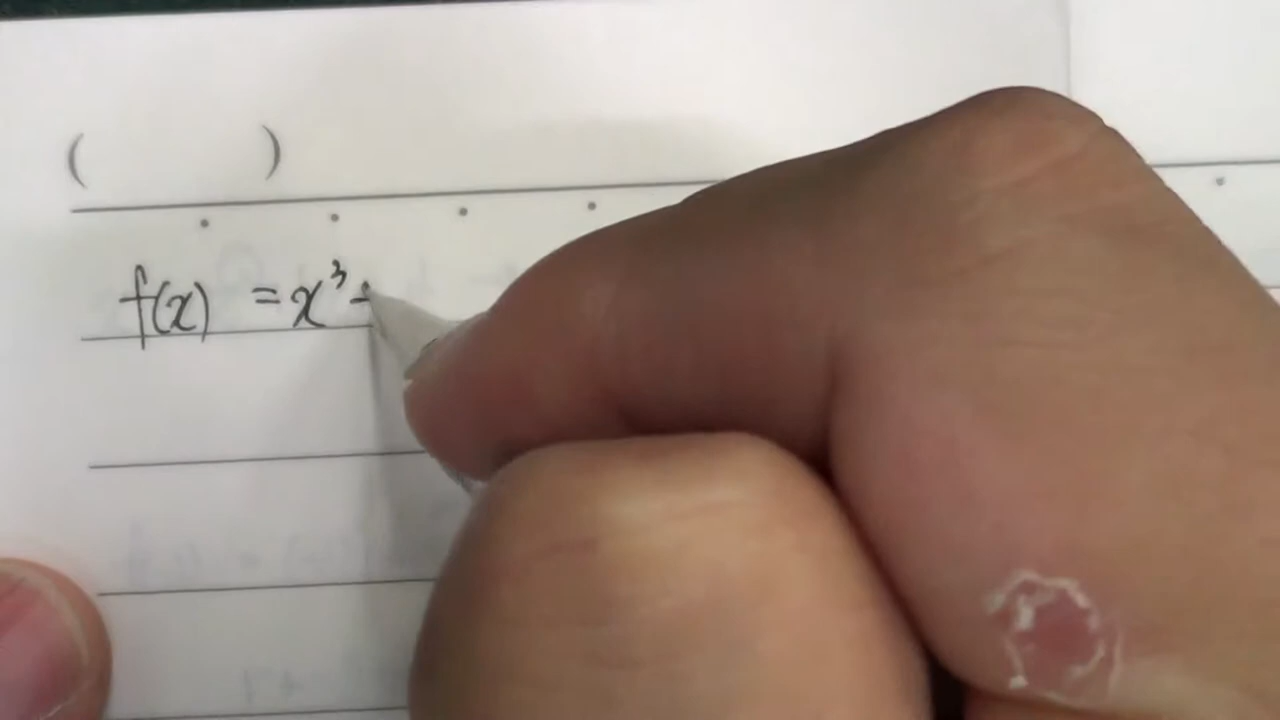 ( )
f(x) = x³+